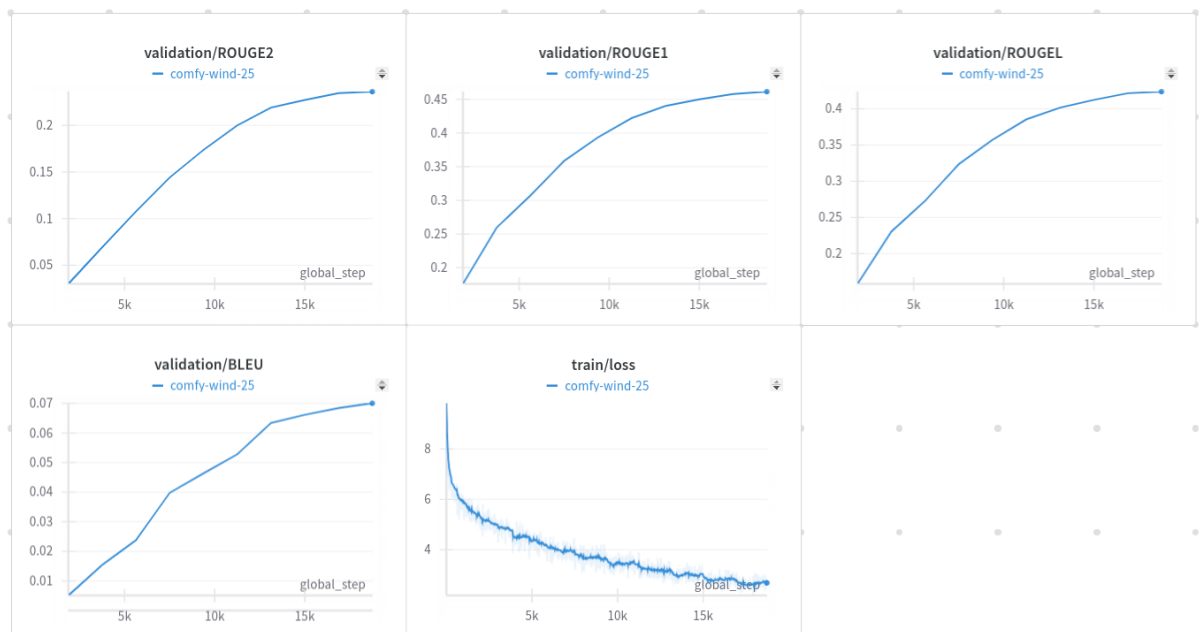 validation/ROUGE2
comfy-wind-25
0.2
0.15
0.1
0.05
global_step
5k 10k 15k
validation/ROUGE1
comfy-wind-25
0.45
0.4
0.35
0.3
0.25
0.2
global_step
5k 10k 15k
validation/ROUGEL
comfy-wind-25
0.4
0.35
0.3
0.25
0.2
global_step
5k 10k 15k
validation/BLEU
comfy-wind-25
0.07
0.06
0.05
0.04
0.03
0.02
0.01
global_step
5k 10k 15k
train/loss
comfy-wind-25
8
6
4
global_step
5k 10k 15k